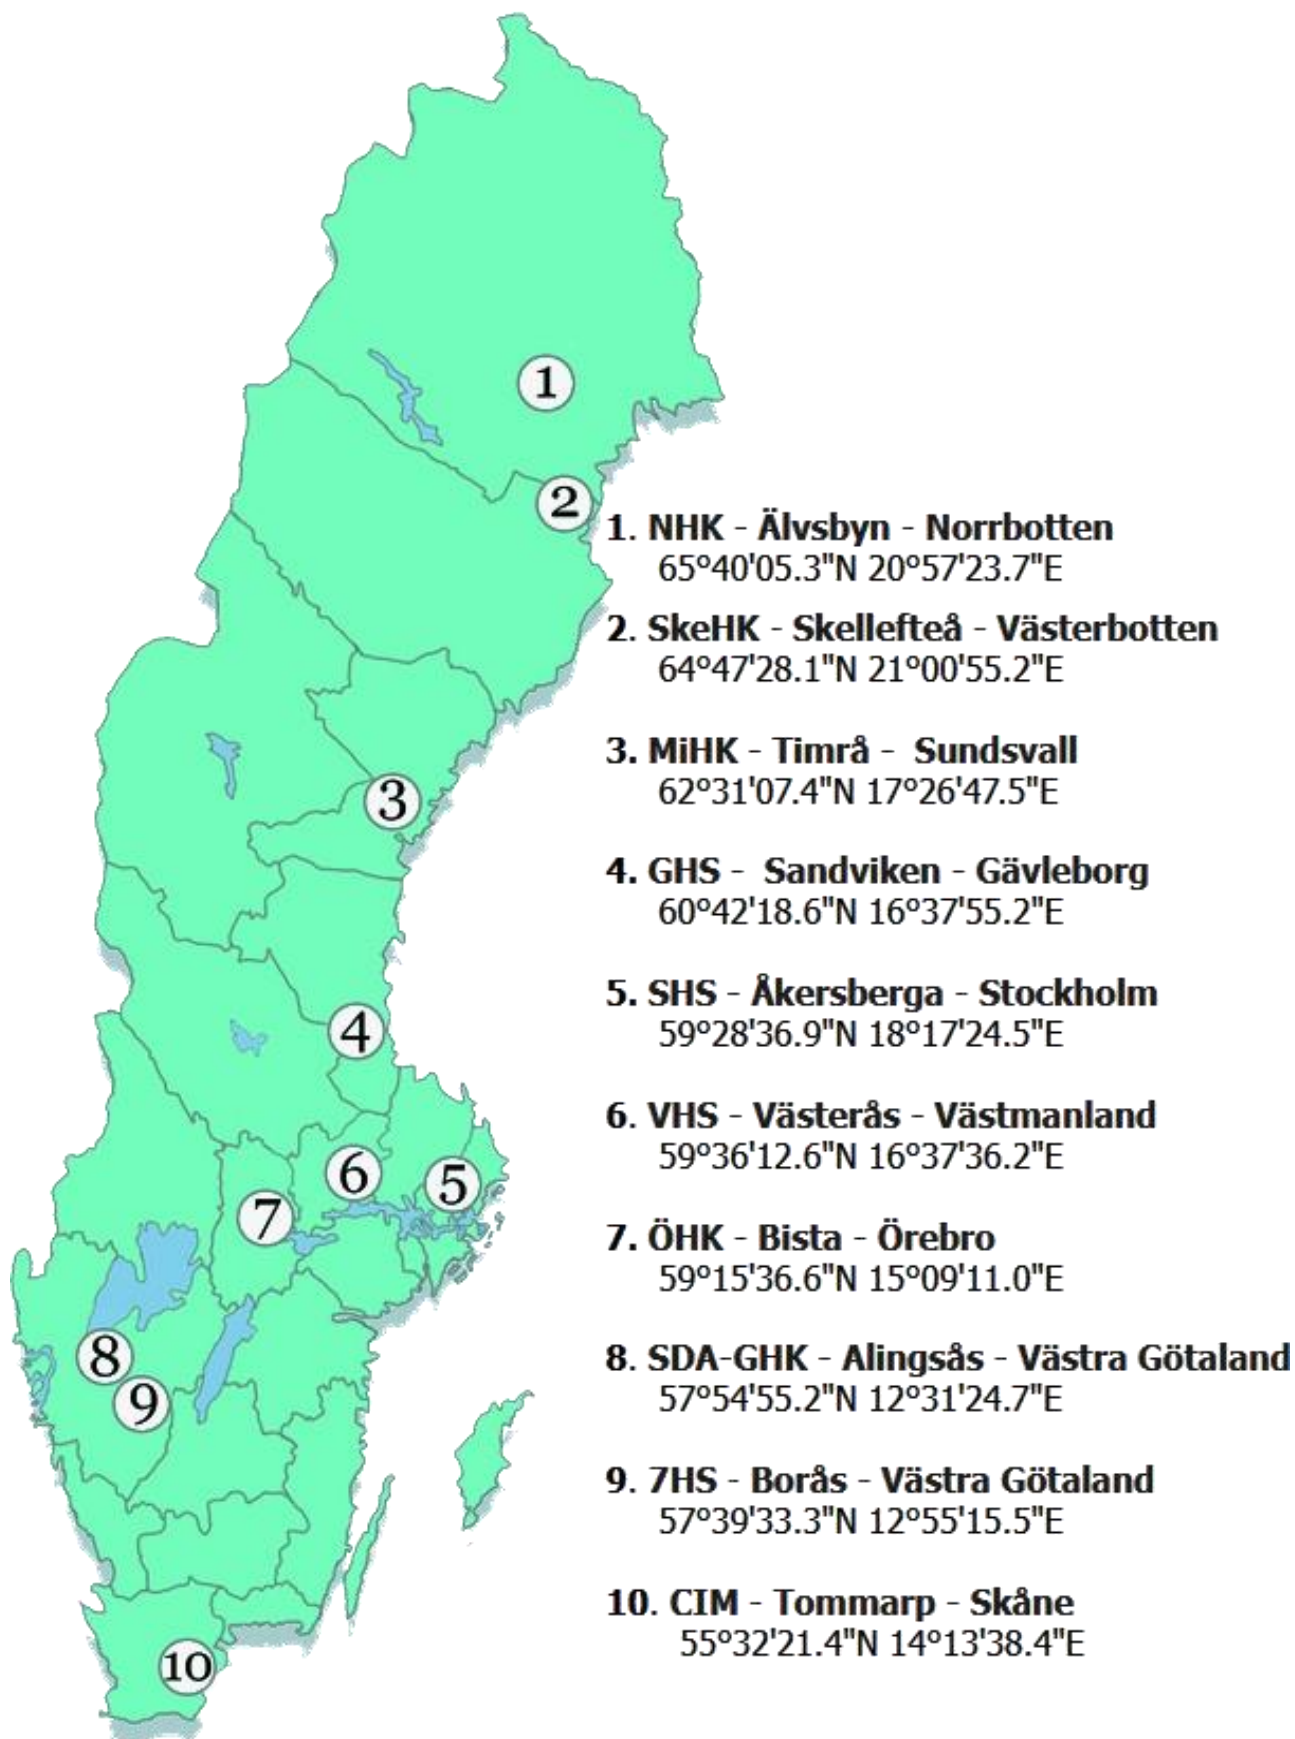 1
2
3
4
5
6
7
8
9
10
1. NHK - Älvsbyn - Norrbotten
65°40'05.3"N 20°57'23.7"E
2. SkeHK - Skellefteå - Västerbotten
64°47'28.1"N 21°00'55.2"E
3. MiHK - Timrå - Sundsvall
62°31'07.4"N 17°26'47.5"E
4. GHS - Sandviken - Gävleborg
60°42'18.6"N 16°37'55.2"E
5. SHS - Åkersberga - Stockholm
59°28'36.9"N 18°17'24.5"E
6. VHS - Västerås - Västmanland
59°36'12.6"N 16°37'36.2"E
7. ÖHK - Bista - Örebro
59°15'36.6"N 15°09'11.0"E
8. SDA-GHK - Alingsås - Västra Götaland
57°54'55.2"N 12°31'24.7"E
9. 7HS - Borås - Västra Götaland
57°39'33.3"N 12°55'15.5"E
10. CIM - Tommarp - Skåne
55°32'21.4"N 14°13'38.4"E